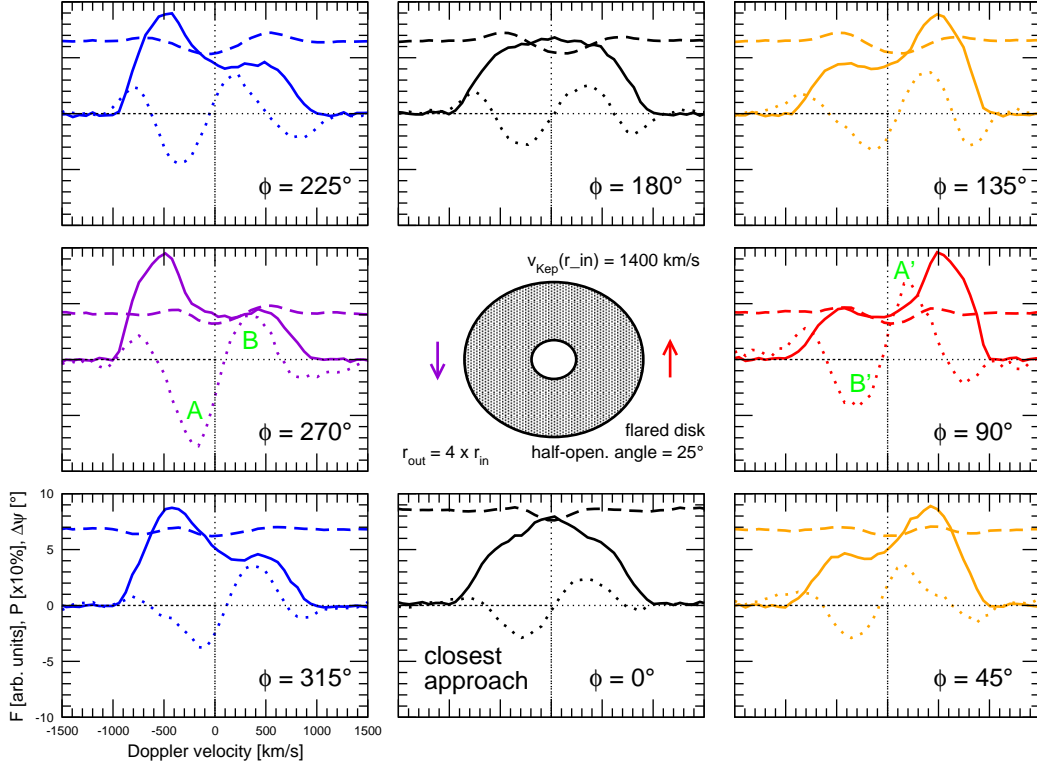 ϕ = 225°
ϕ = 180°
ϕ = 135°
v_Kep(r_in) = 1400 km/s
A
B
ϕ = 270°
flared disk
r_out = 4 x r_in
half-open. angle = 25°
A'
B'
ϕ = 90°
F [arb. units], P [x10%], Δψ [°]
10
5
0
-5
-10
-1500 -1000 -500 0 500 1000 1500
Doppler velocity [km/s]
ϕ = 315°
closest
approach
ϕ = 0°
ϕ = 45°